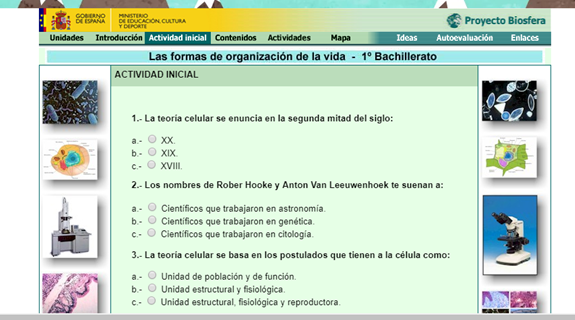 GOBIERNO DE ESPAÑA
MINISTERIO DE EDUCACIÓN, CULTURA Y DEPORTE
Proyecto Biosfera
Unidades Introducción Actividad inicial Contenidos Actividades Mapa Ideas Autoevaluación Enlaces
Las formas de organización de la vida - 1º Bachillerato
ACTIVIDAD INICIAL
1.- La teoría celular se enuncia en la segunda mitad del siglo:
a.- XX.
b.- XIX.
c.- XVIII.
2.- Los nombres de Rober Hooke y Anton Van Leeuwenhoek te suenan a:
a.- Científicos que trabajaron en astronomía.
b.- Científicos que trabajaron en genética.
c.- Científicos que trabajaron en citología.
3.- La teoría celular se basa en los postulados que tienen a la célula como:
a.- Unidad de población y de función.
b.- Unidad estructural y fisiológica.
c.- Unidad estructural, fisiológica y reproductora.